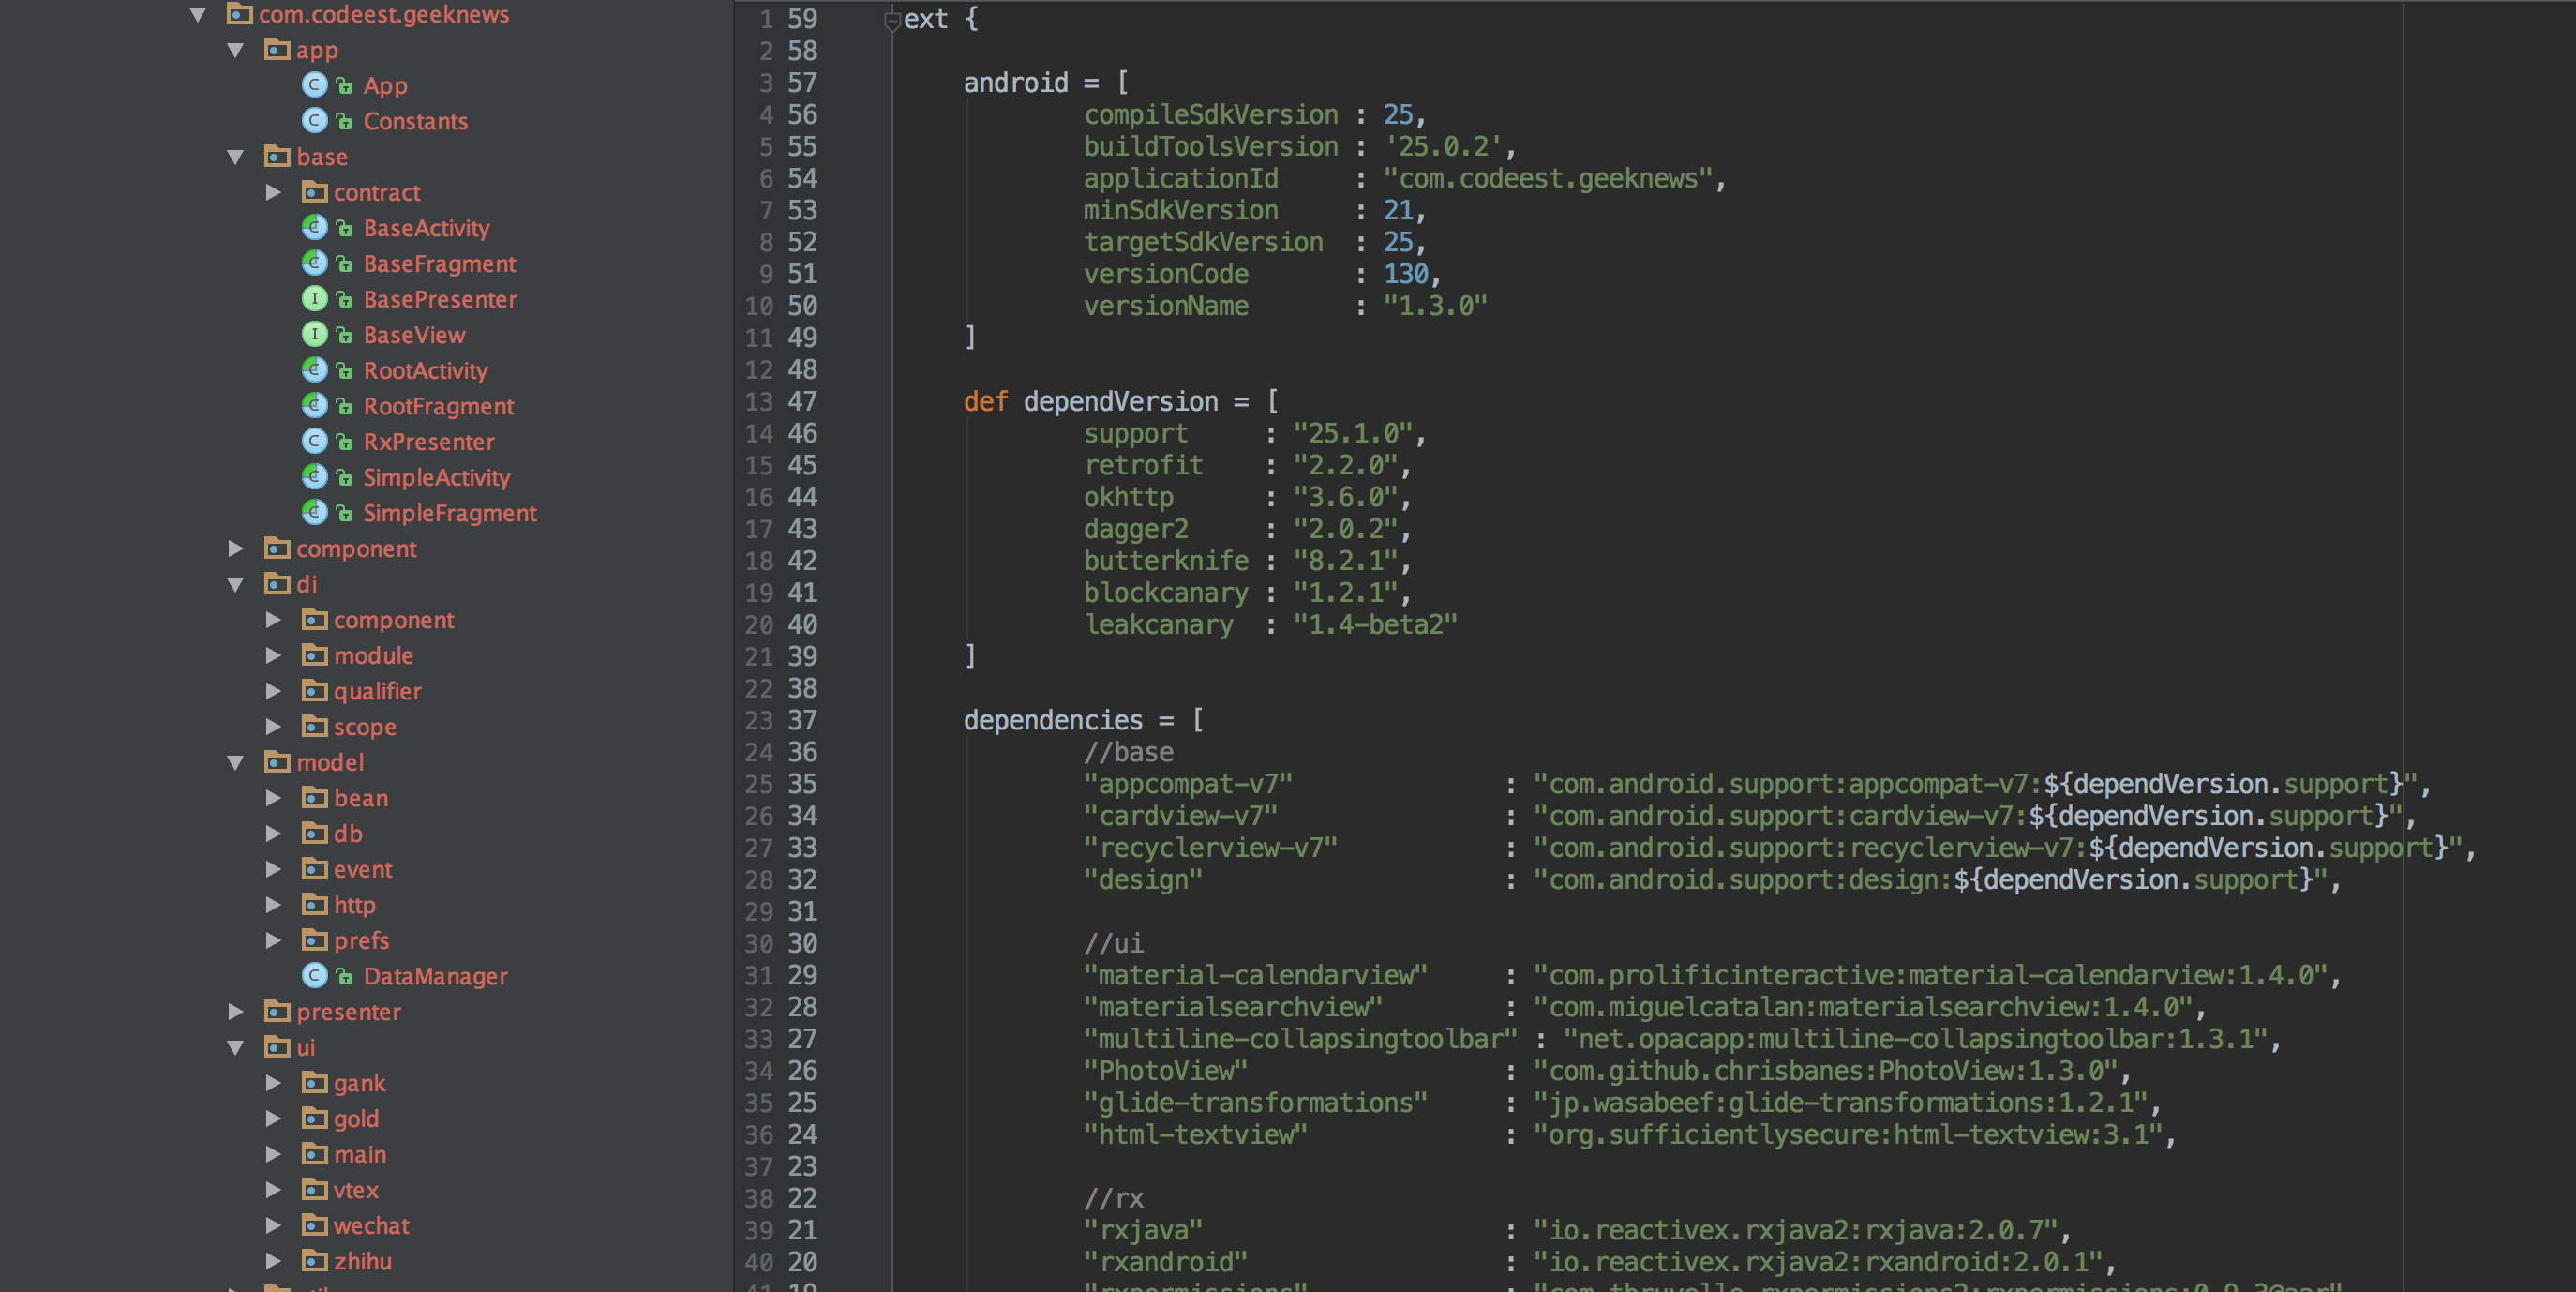 com.codeest.geeknews
app
App
Constants
base
contract
BaseActivity
BaseFragment
BasePresenter
BaseView
RootActivity
RootFragment
RxPresenter
SimpleActivity
SimpleFragment
component
di
component
module
qualifier
scope
model
bean
db
event
http
prefs
DataManager
presenter
ui
gank
gold
main
vtex
wechat
zhihu
1 59 ext {
2 58
3 57 android = [
4 56 compileSdkVersion : 25,
5 55 buildToolsVersion : '25.0.2',
6 54 applicationId : "com.codeest.geeknews",
7 53 minSdkVersion : 21,
8 52 targetSdkVersion : 25,
9 51 versionCode : 130,
10 50 versionName : "1.3.0"
11 49 ]
12 48
13 47 def dependVersion = [
14 46 support : "25.1.0",
15 45 retrofit : "2.2.0",
16 44 okhttp : "3.6.0",
17 43 dagger2 : "2.0.2",
18 42 butterknife : "8.2.1",
19 41 blockcanary : "1.2.1",
20 40 leakcanary : "1.4-beta2"
21 39 ]
22 38
23 37 dependencies = [
24 36 //base
25 35 "appcompat-v7" : "com.android.support:appcompat-v7:${dependVersion.support}",
26 34 "cardview-v7" : "com.android.support:cardview-v7:${dependVersion.support}",
27 33 "recyclerview-v7" : "com.android.support:recyclerview-v7:${dependVersion.support}",
28 32 "design" : "com.android.support:design:${dependVersion.support}",
29 31
30 30 //ui
31 29 "material-calendarview" : "com.prolificinteractive:material-calendarview:1.4.0",
32 28 "materialsearchview" : "com.miguelcatalan:materialsearchview:1.4.0",
33 27 "multiline-collapsingtoolbar" : "net.opacapp:multiline-collapsingtoolbar:1.3.1",
34 26 "PhotoView" : "com.github.chrisbanes:PhotoView:1.3.0",
35 25 "glide-transformations" : "jp.wasabeef:glide-transformations:1.2.1",
36 24 "html-textview" : "org.sufficientlysecure:html-textview:3.1",
37 23
38 22 //rx
39 21 "rxjava" : "io.reactivex.rxjava2:rxjava:2.0.7",
40 20 "rxandroid" : "io.reactivex.rxjava2:rxandroid:2.0.1",